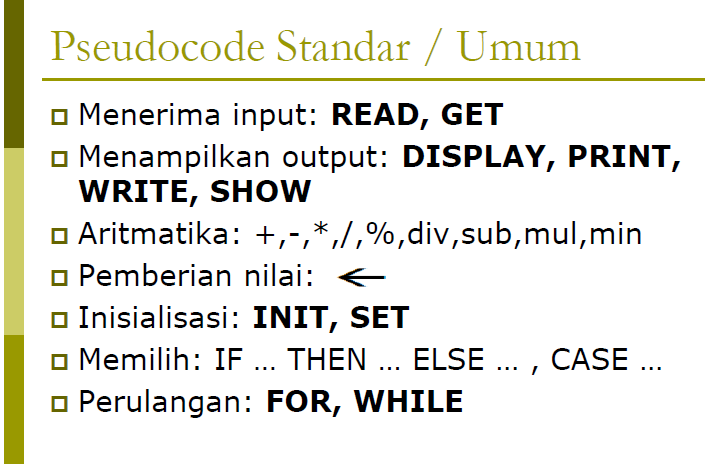 Pseudocode Standar / Umum
Menerima input: READ, GET
Menampilkan output: DISPLAY, PRINT,
WRITE, SHOW
Aritmatika: +,-,*,/,%,div,sub,mul,min
Pemberian nilai: ←
Inisialisasi: INIT, SET
Memilih: IF … THEN … ELSE … , CASE …
Perulangan: FOR, WHILE